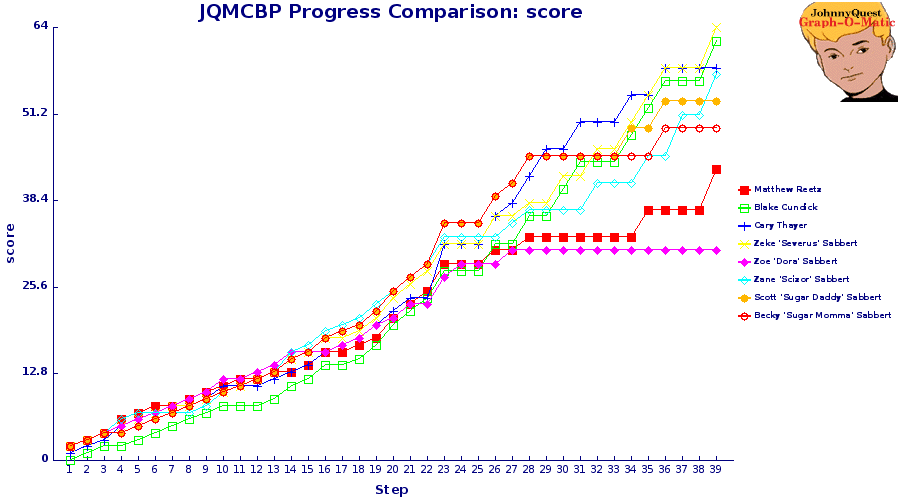 JQMCBP Progress Comparison: score
JohnnyQuest
Graph-O-Matic
64
51.2
38.4
25.6
12.8
0
score
1 2 3 4 5 6 7 8 9 10 11 12 13 14 15 16 17 18 19 20 21 22 23 24 25 26 27 28 29 30 31 32 33 34 35 36 37 38 39
Step
Matthew Reetz
Blake Cundick
Cary Thayer
Zeke 'Severus' Sabbert
Zoe 'Dora' Sabbert
Zane 'Scizor' Sabbert
Scott 'Sugar Daddy' Sabbert
Becky 'Sugar Momma' Sabbert